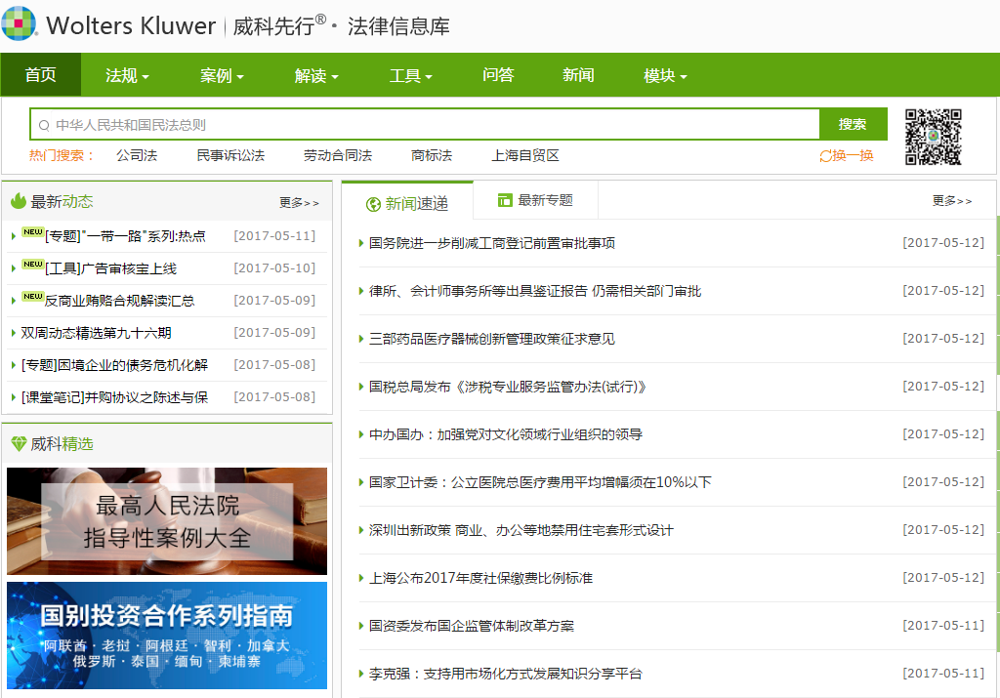 Wolters Kluwer | 威科先行®· 法律信息库
首页 法规 案例 解读 工具 问答 新闻 模块
中华人民共和国民法总则 搜索
热门搜索： 公司法 民事诉讼法 劳动合同法 商标法 上海自贸区 换一换
最新动态 更多>>
NEW [专题]"一带一路"系列:热点 [2017-05-11]
NEW [工具]广告审核宝上线 [2017-05-10]
NEW 反商业贿赂合规解读汇总 [2017-05-09]
双周动态精选第九十六期 [2017-05-09]
[专题]困境企业的债务危机化解 [2017-05-08]
[课堂笔记]并购协议之陈述与保 [2017-05-08]
威科精选
最高人民法院
指导性案例大全
国别投资合作系列指南
阿联酋·老挝·阿根廷·智利·加拿大
俄罗斯·泰国·缅甸·柬埔寨
新闻速递 最新专题 更多>>
国务院进一步削减工商登记前置审批事项 [2017-05-12]
律所、会计师事务所等出具鉴证报告 仍需相关部门审批 [2017-05-12]
三部药品医疗器械创新管理政策征求意见 [2017-05-12]
国税总局发布《涉税专业服务监管办法(试行)》 [2017-05-12]
中办国办：加强党对文化领域行业组织的领导 [2017-05-12]
国家卫计委：公立医院总医疗费用平均增幅须在10%以下 [2017-05-12]
深圳出新政策 商业、办公等地禁用住宅套形式设计 [2017-05-12]
上海公布2017年度社保缴费比例标准 [2017-05-12]
国资委发布国企监管体制改革方案 [2017-05-11]
李克强：支持用市场化方式发展知识分享平台 [2017-05-11]